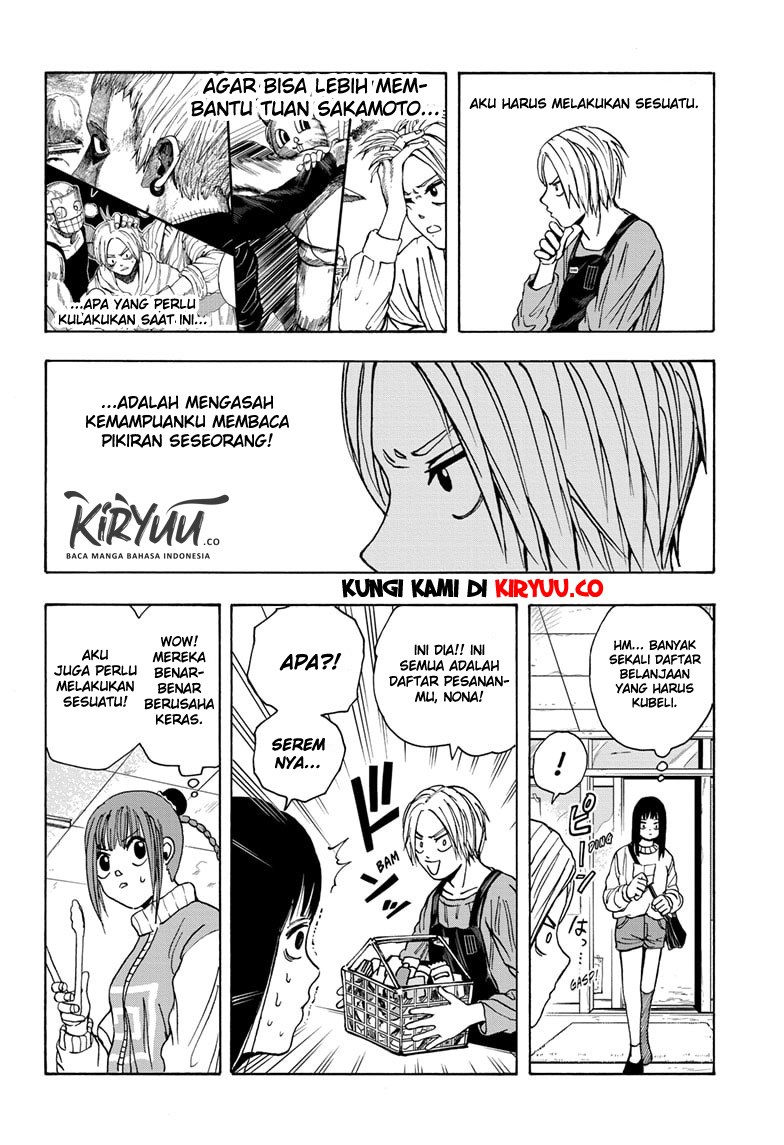 AKU HARUS MELAKUKAN SESUATU.
AGAR BISA LEBIH MEM-
BANTU TUAN SAKAMOTO...
...APA YANG PERLU
KULAKUKAN SAAT INI...
...ADALAH MENGASAH
KEMAMPUANKU MEMBACA
PIKIRAN SESEORANG!
KIRYUU.CO
BACA MANGA BAHASA INDONESIA
KUNGI KAMI DI KIRYUU.CO
HM... BANYAK
SEKALI DAFTAR
BELANJAAN
YANG HARUS
KUBELI.
!
ピーン
PING
はっ…
GASP!
INI DIA!! INI
SEMUA ADALAH
DAFTAR PESANAN-
MU, NONA!
APA?!
SEREM
NYA...
ドンッ
BAM
WOW!
MEREKA
BENAR-
BENAR
BERUSAHA
KERAS.
AKU
JUGA PERLU
MELAKUKAN
SESUATU!